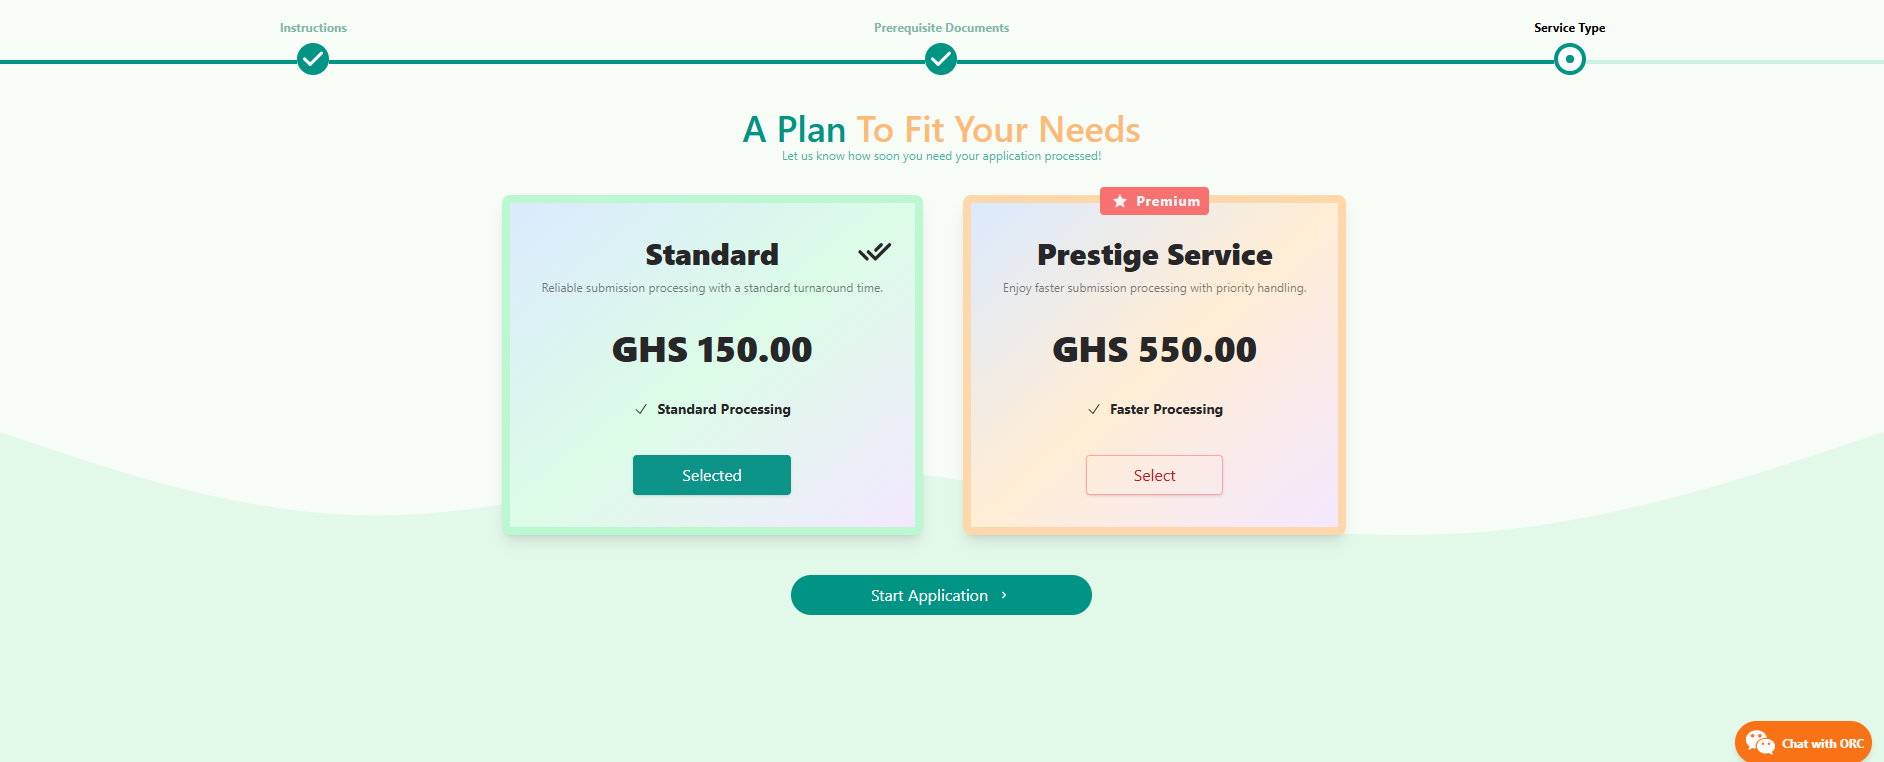 Instructions
Prerequisite Documents
Service Type
A Plan To Fit Your Needs
Let us know how soon you need your application processed!
Standard
Reliable submission processing with a standard turnaround time.
GHS 150.00
Standard Processing
Selected
Premium
Prestige Service
Enjoy faster submission processing with priority handling.
GHS 550.00
Faster Processing
Select
Start Application
Chat with ORC